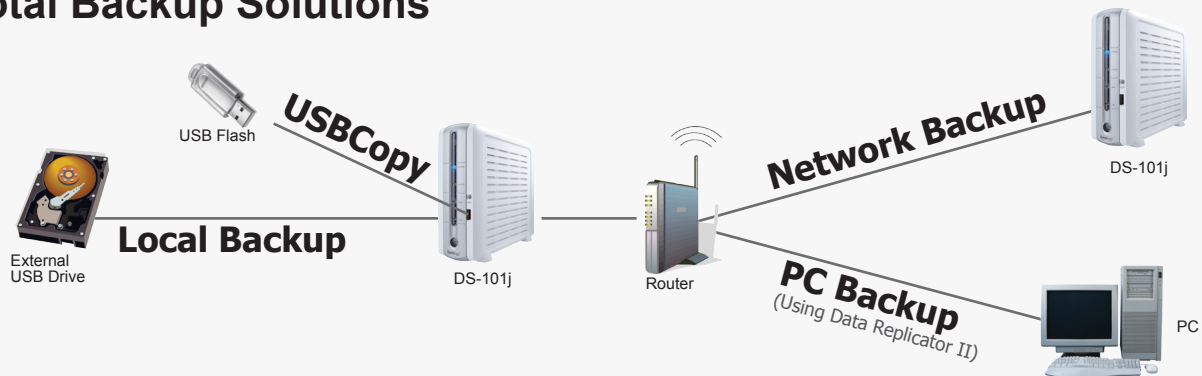 otal Backup Solutions
USB Flash
USBCopy
External
USB Drive
Local Backup
DS-101j
Router
Network Backup
DS-101j
PC Backup
(Using Data Replicator II)
PC